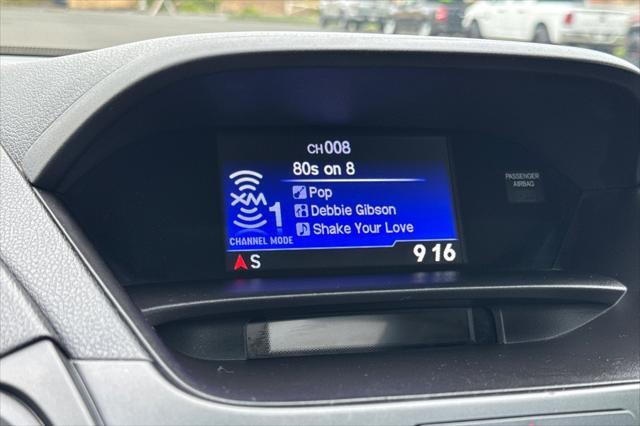 CH008
80s on 8
XM 1
Pop
Debbie Gibson
Shake Your Love
CHANNEL MODE
S
9 16
PASSENGER
AIRBAG